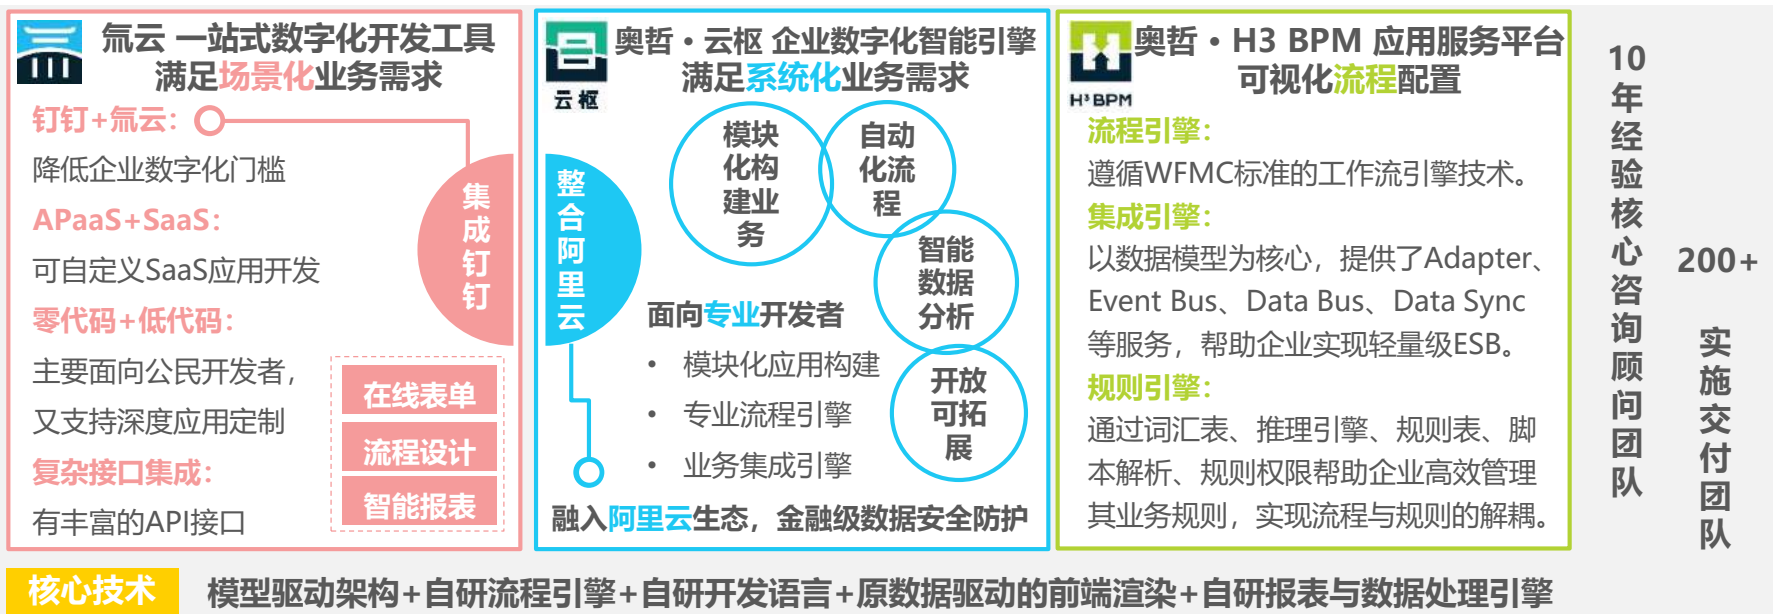 氚云 一站式数字化开发工具
满足场景化业务需求
钉钉+氚云：
降低企业数字化门槛
APaaS+SaaS：
可自定义SaaS应用开发
零代码+低代码：
主要面向公民开发者，
又支持深度应用定制
复杂接口集成：
有丰富的API接口
集成钉钉
在线表单
流程设计
智能报表
云枢
奥哲·云枢 企业数字化智能引擎
满足系统化业务需求
整合阿里云
模块
化构
建业
务
自动
化流
程
智能
数据
分析
开放
可拓
展
面向专业开发者
• 模块化应用构建
• 专业流程引擎
• 业务集成引擎
融入阿里云生态，金融级数据安全防护
H³BPM
奥哲·H3 BPM 应用服务平台
可视化流程配置
流程引擎：
遵循WFMC标准的工作流引擎技术。
集成引擎：
以数据模型为核心，提供了Adapter、
Event Bus、Data Bus、Data Sync
等服务，帮助企业实现轻量级ESB。
规则引擎：
通过词汇表、推理引擎、规则表、脚
本解析、规则权限帮助企业高效管理
其业务规则，实现流程与规则的解耦。
10年经验核心咨询顾问团队
200+
实施交付团队
核心技术
模型驱动架构+自研流程引擎+自研开发语言+原数据驱动的前端渲染+自研报表与数据处理引擎